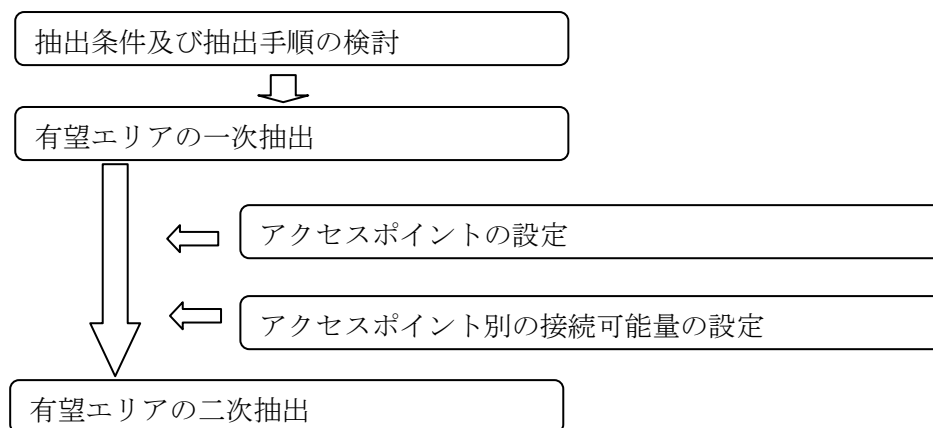 抽出条件及び抽出手順の検討
有望エリアの一次抽出
アクセスポイントの設定
アクセスポイント別の接続可能量の設定
有望エリアの二次抽出